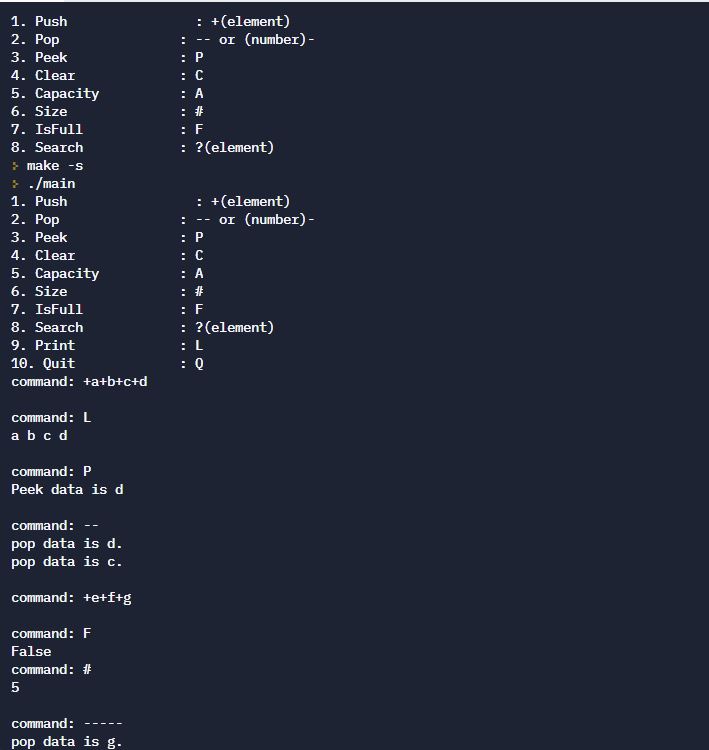 1. Push                : +(element)
2. Pop               : -- or (number)-
3. Peek              : P
4. Clear             : C
5. Capacity          : A
6. Size              : #
7. IsFull            : F
8. Search            : ?(element)
> make -s
> ./main
1. Push                : +(element)
2. Pop               : -- or (number)-
3. Peek              : P
4. Clear             : C
5. Capacity          : A
6. Size              : #
7. IsFull            : F
8. Search            : ?(element)
9. Print             : L
10. Quit             : Q
command: +a+b+c+d
command: L
a b c d
command: P
Peek data is d
command: --
pop data is d.
pop data is c.
command: +e+f+g
command: F
False
command: #
5
command: -----
pop data is g.